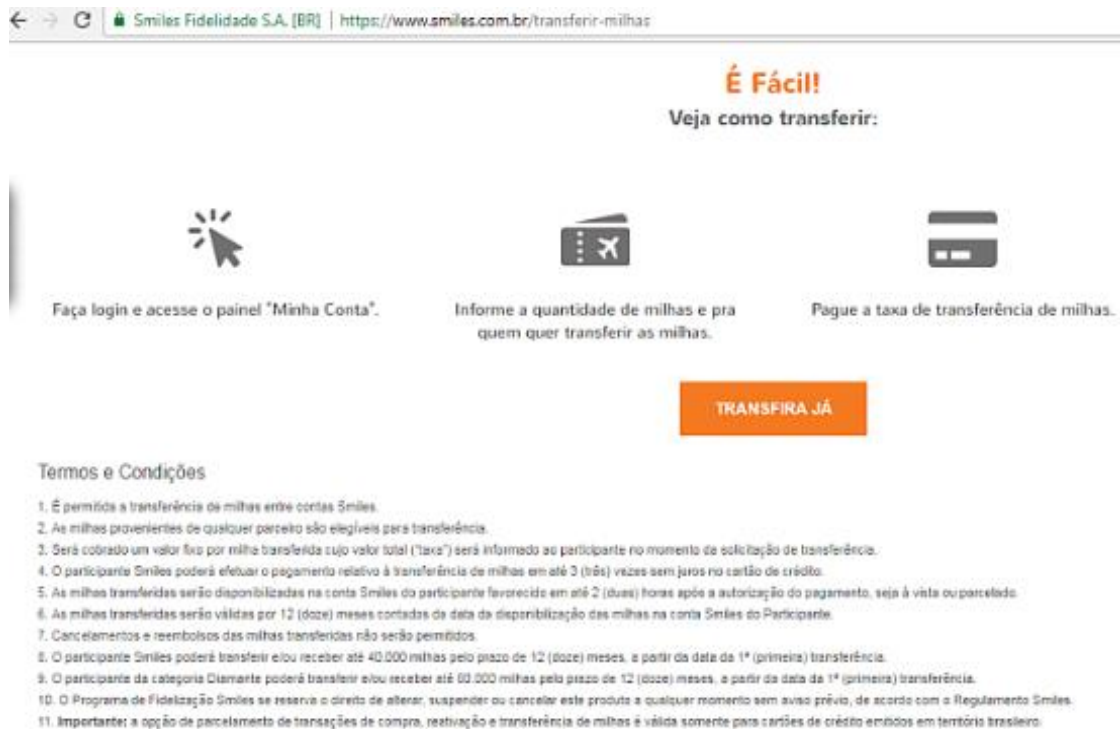 Smiles Fidelidade S.A. [BR] | https://www.smiles.com.br/transferir-milhas
É Fácil!
Veja como transferir:
Faça login e acesse o painel "Minha Conta".
Informe a quantidade de milhas e pra
quem quer transferir as milhas.
Pague a taxa de transferência de milhas.
TRANSFIRA JÁ
Termos e Condições
1. É permitida a transferência de milhas entre contas Smiles.
2. As milhas provenientes de qualquer parceiro são elegíveis para transferência.
3. Será cobrado um valor fixo por milha transferida cujo valor total ("taxa") será informado ao participante no momento da solicitação de transferência.
4. O participante Smiles poderá efetuar o pagamento relativo à transferência de milhas em até 3 (três) vezes sem juros no cartão de crédito.
5. As milhas transferidas serão disponibilizadas na conta Smiles do participante favorecido em até 2 (duas) horas após a autorização do pagamento, seja à vista ou parcelado.
6. As milhas transferidas serão válidas por 12 (doze) meses contados da data da disponibilização das milhas na conta Smiles do Participante.
7. Cancelamentos e reembolsos das milhas transferidas não serão permitidos.
8. O participante Smiles poderá transferir e/ou receber até 40.000 milhas pelo prazo de 12 (doze) meses, a partir da data da 1ª (primeira) transferência.
9. O participante da categoria Diamante poderá transferir e/ou receber até 60.000 milhas pelo prazo de 12 (doze) meses, a partir da data da 1ª (primeira) transferência.
10. O Programa de Fidelização Smiles se reserva o direito de alterar, suspender ou cancelar este produto a qualquer momento sem aviso prévio, de acordo com o Regulamento Smiles.
11. Importante: a opção de parcelamento de transações de compra, reativação e transferência de milhas é válida somente para cartões de crédito emitidos em território brasileiro.